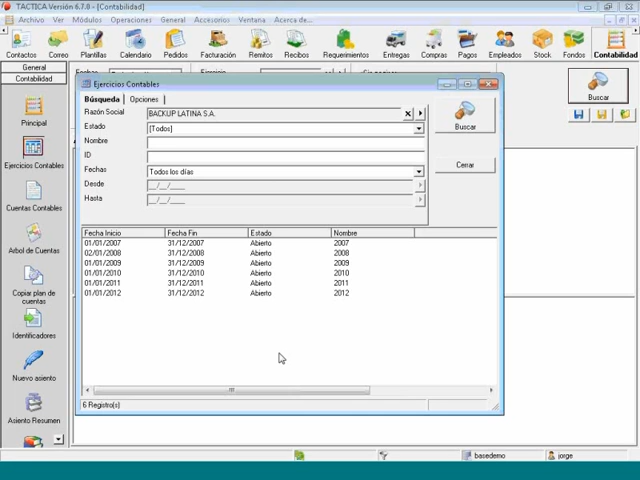 TACTICA Versión 6.7.0 - [Contabilidad]
Archivo Ver Módulos Operaciones General Accesorios Ventana Acerca de...
Contactos Correo Plantillas Calendario Pedidos Facturación Remitos Recibos Requerimientos Entregas Compras Pagos Empleados Stock Fondos Contabilidad
General
Contabilidad
Principal
Ejercicios Contables
Cuentas Contables
Arbol de Cuentas
Copiar plan de
cuentas
Identificadores
Nuevo asiento
Asiento Resumen
Buscar
Ejercicios Contables
Búsqueda Opciones
Razón Social BACKUP LATINA S.A.
Estado [Todos]
Nombre
ID
Fechas Todos los días
Desde __/__/____
Hasta __/__/____
Buscar
Cerrar
Fecha Inicio Fecha Fin Estado Nombre
01/01/2007 31/12/2007 Abierto 2007
02/01/2008 31/12/2008 Abierto 2008
01/01/2009 31/12/2009 Abierto 2009
01/01/2010 31/12/2010 Abierto 2010
01/01/2011 31/12/2011 Abierto 2011
01/01/2012 31/12/2012 Abierto 2012
6 Registro(s)
basedemo jorge